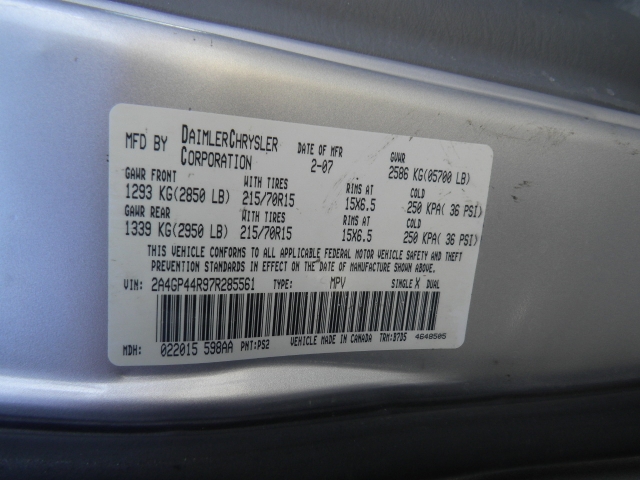 MFD BY DAIMLERCHRYSLER CORPORATION DATE OF MFR 2-07 GVWR 2586 KG(05700 LB)
GAWR FRONT WITH TIRES RIMS AT COLD
1293 KG(2850 LB) 215/70R15 15X6.5 250 KPA( 36 PSI)
GAWR REAR WITH TIRES RIMS AT COLD
1339 KG(2950 LB) 215/70R15 15X6.5 250 KPA( 36 PSI)
THIS VEHICLE CONFORMS TO ALL APPLICABLE FEDERAL MOTOR VEHICLE SAFETY AND THEFT
PREVENTION STANDARDS IN EFFECT ON THE DATE OF MANUFACTURE SHOWN ABOVE.
VIN: 2A4GP44R97R285561 TYPE: MPV SINGLE X DUAL
MDH: 022015 598AA PNT:PS2 VEHICLE MADE IN CANADA TRM:B7D5 4648505